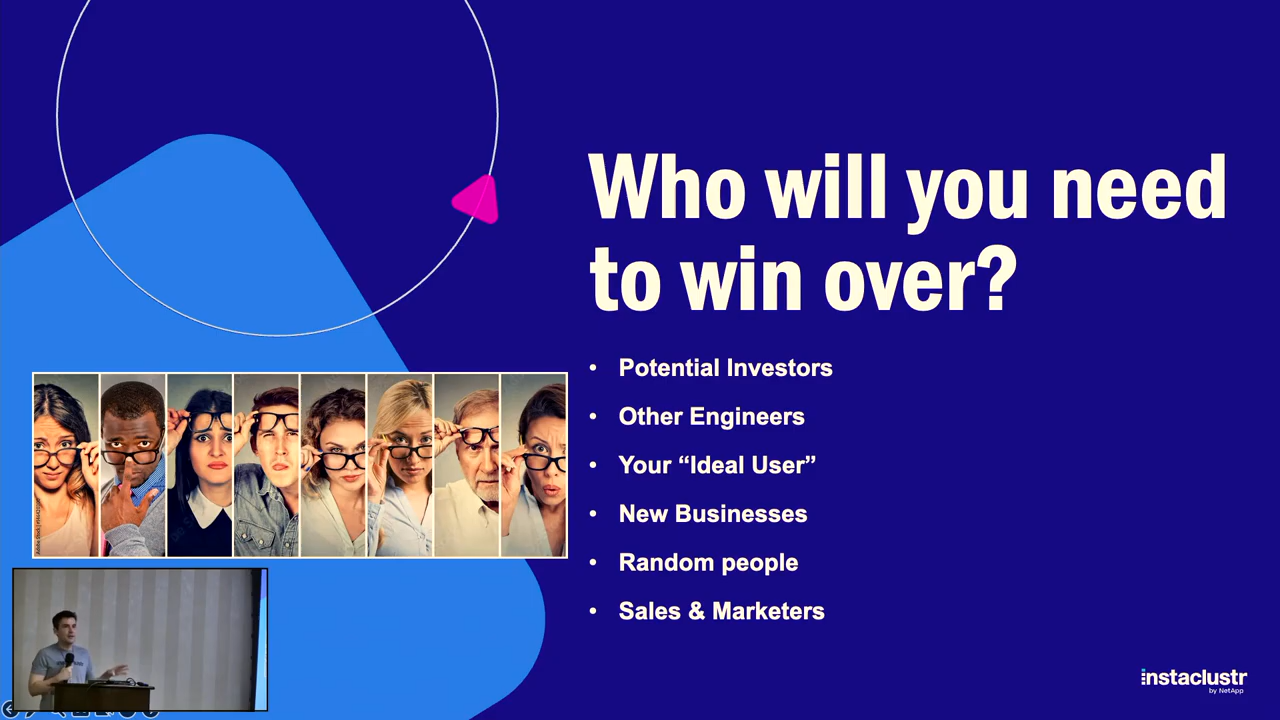 Who will you need
to win over?
• Potential Investors
• Other Engineers
• Your “Ideal User”
• New Businesses
• Random people
• Sales & Marketers
instaclustr
by NetApp